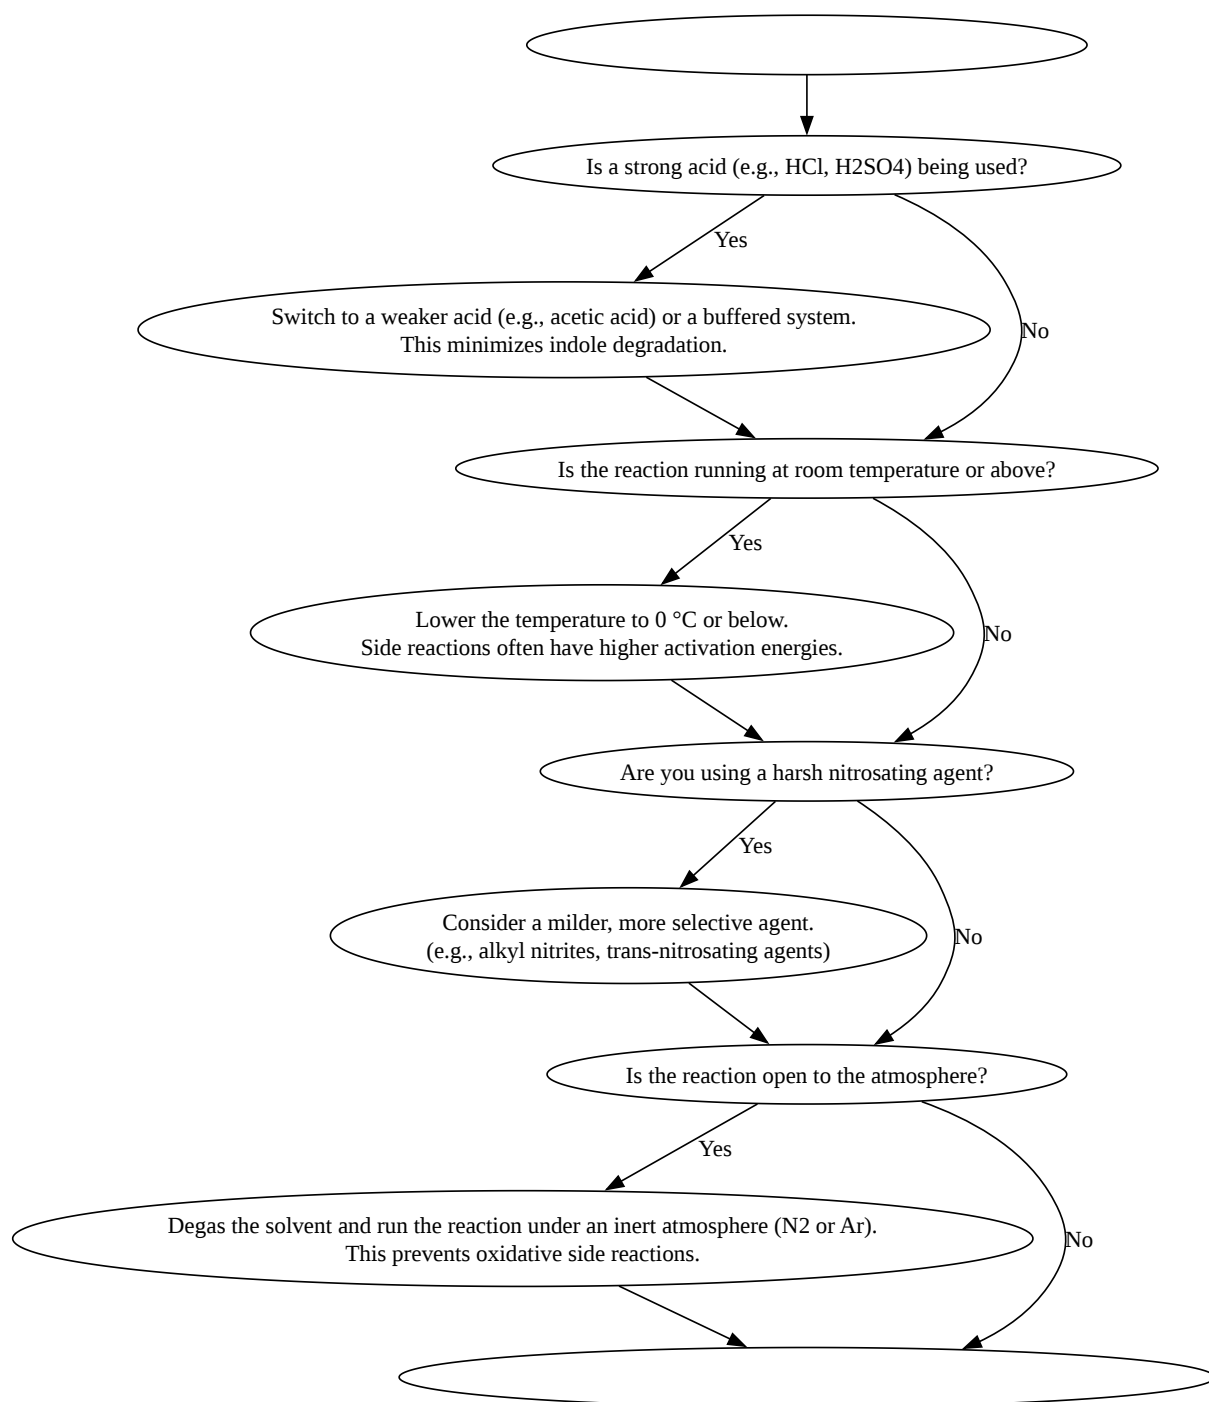 Is a strong acid (e.g., HCl, H2SO4) being used?
Yes
Switch to a weaker acid (e.g., acetic acid) or a buffered system.
This minimizes indole degradation.
No
Is the reaction running at room temperature or above?
Yes
Lower the temperature to 0 °C or below.
Side reactions often have higher activation energies.
No
Are you using a harsh nitrosating agent?
Yes
Consider a milder, more selective agent.
(e.g., alkyl nitrites, trans-nitrosating agents)
No
Is the reaction open to the atmosphere?
Yes
Degas the solvent and run the reaction under an inert atmosphere (N2 or Ar).
This prevents oxidative side reactions.
No